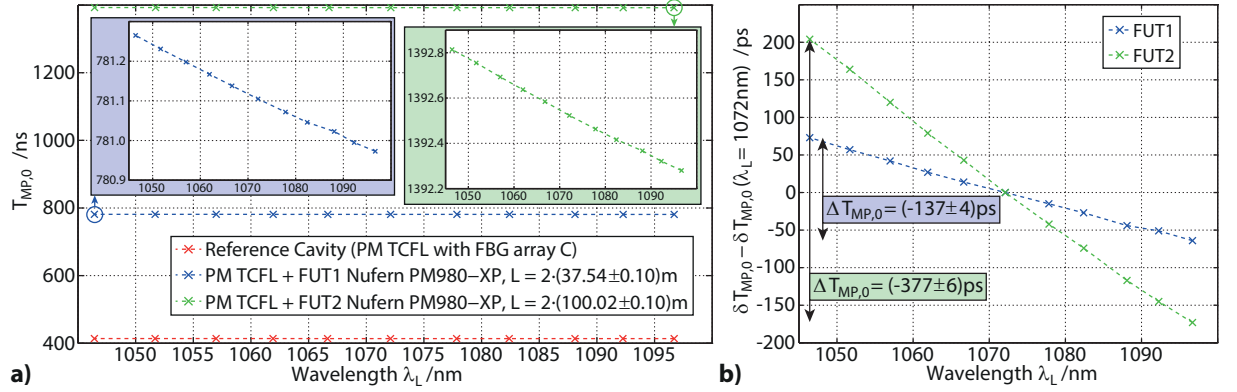 1400
1200
1000
800
600
400
T_MP,0 /ns
781.2
781.1
781.0
780.9
1050 1060 1070 1080 1090
1392.8
1392.6
1392.4
1392.2
1050 1060 1070 1080 1090
Reference Cavity (PM TCFL with FBG array C)
PM TCFL + FUT1 Nufern PM980−XP, L = 2·(37.54±0.10)m
PM TCFL + FUT2 Nufern PM980−XP, L = 2·(100.02±0.10)m
1050 1055 1060 1065 1070 1075 1080 1085 1090 1095
Wavelength λ_L /nm
a)
δT_MP,0−δT_MP,0(λ_L= 1072nm) /ps
200
150
100
50
0
-50
-100
-150
-200
FUT1
FUT2
ΔT_MP,0= (-137±4)ps
ΔT_MP,0= (-377±6)ps
1050 1060 1070 1080 1090
Wavelength λ_L /nm
b)